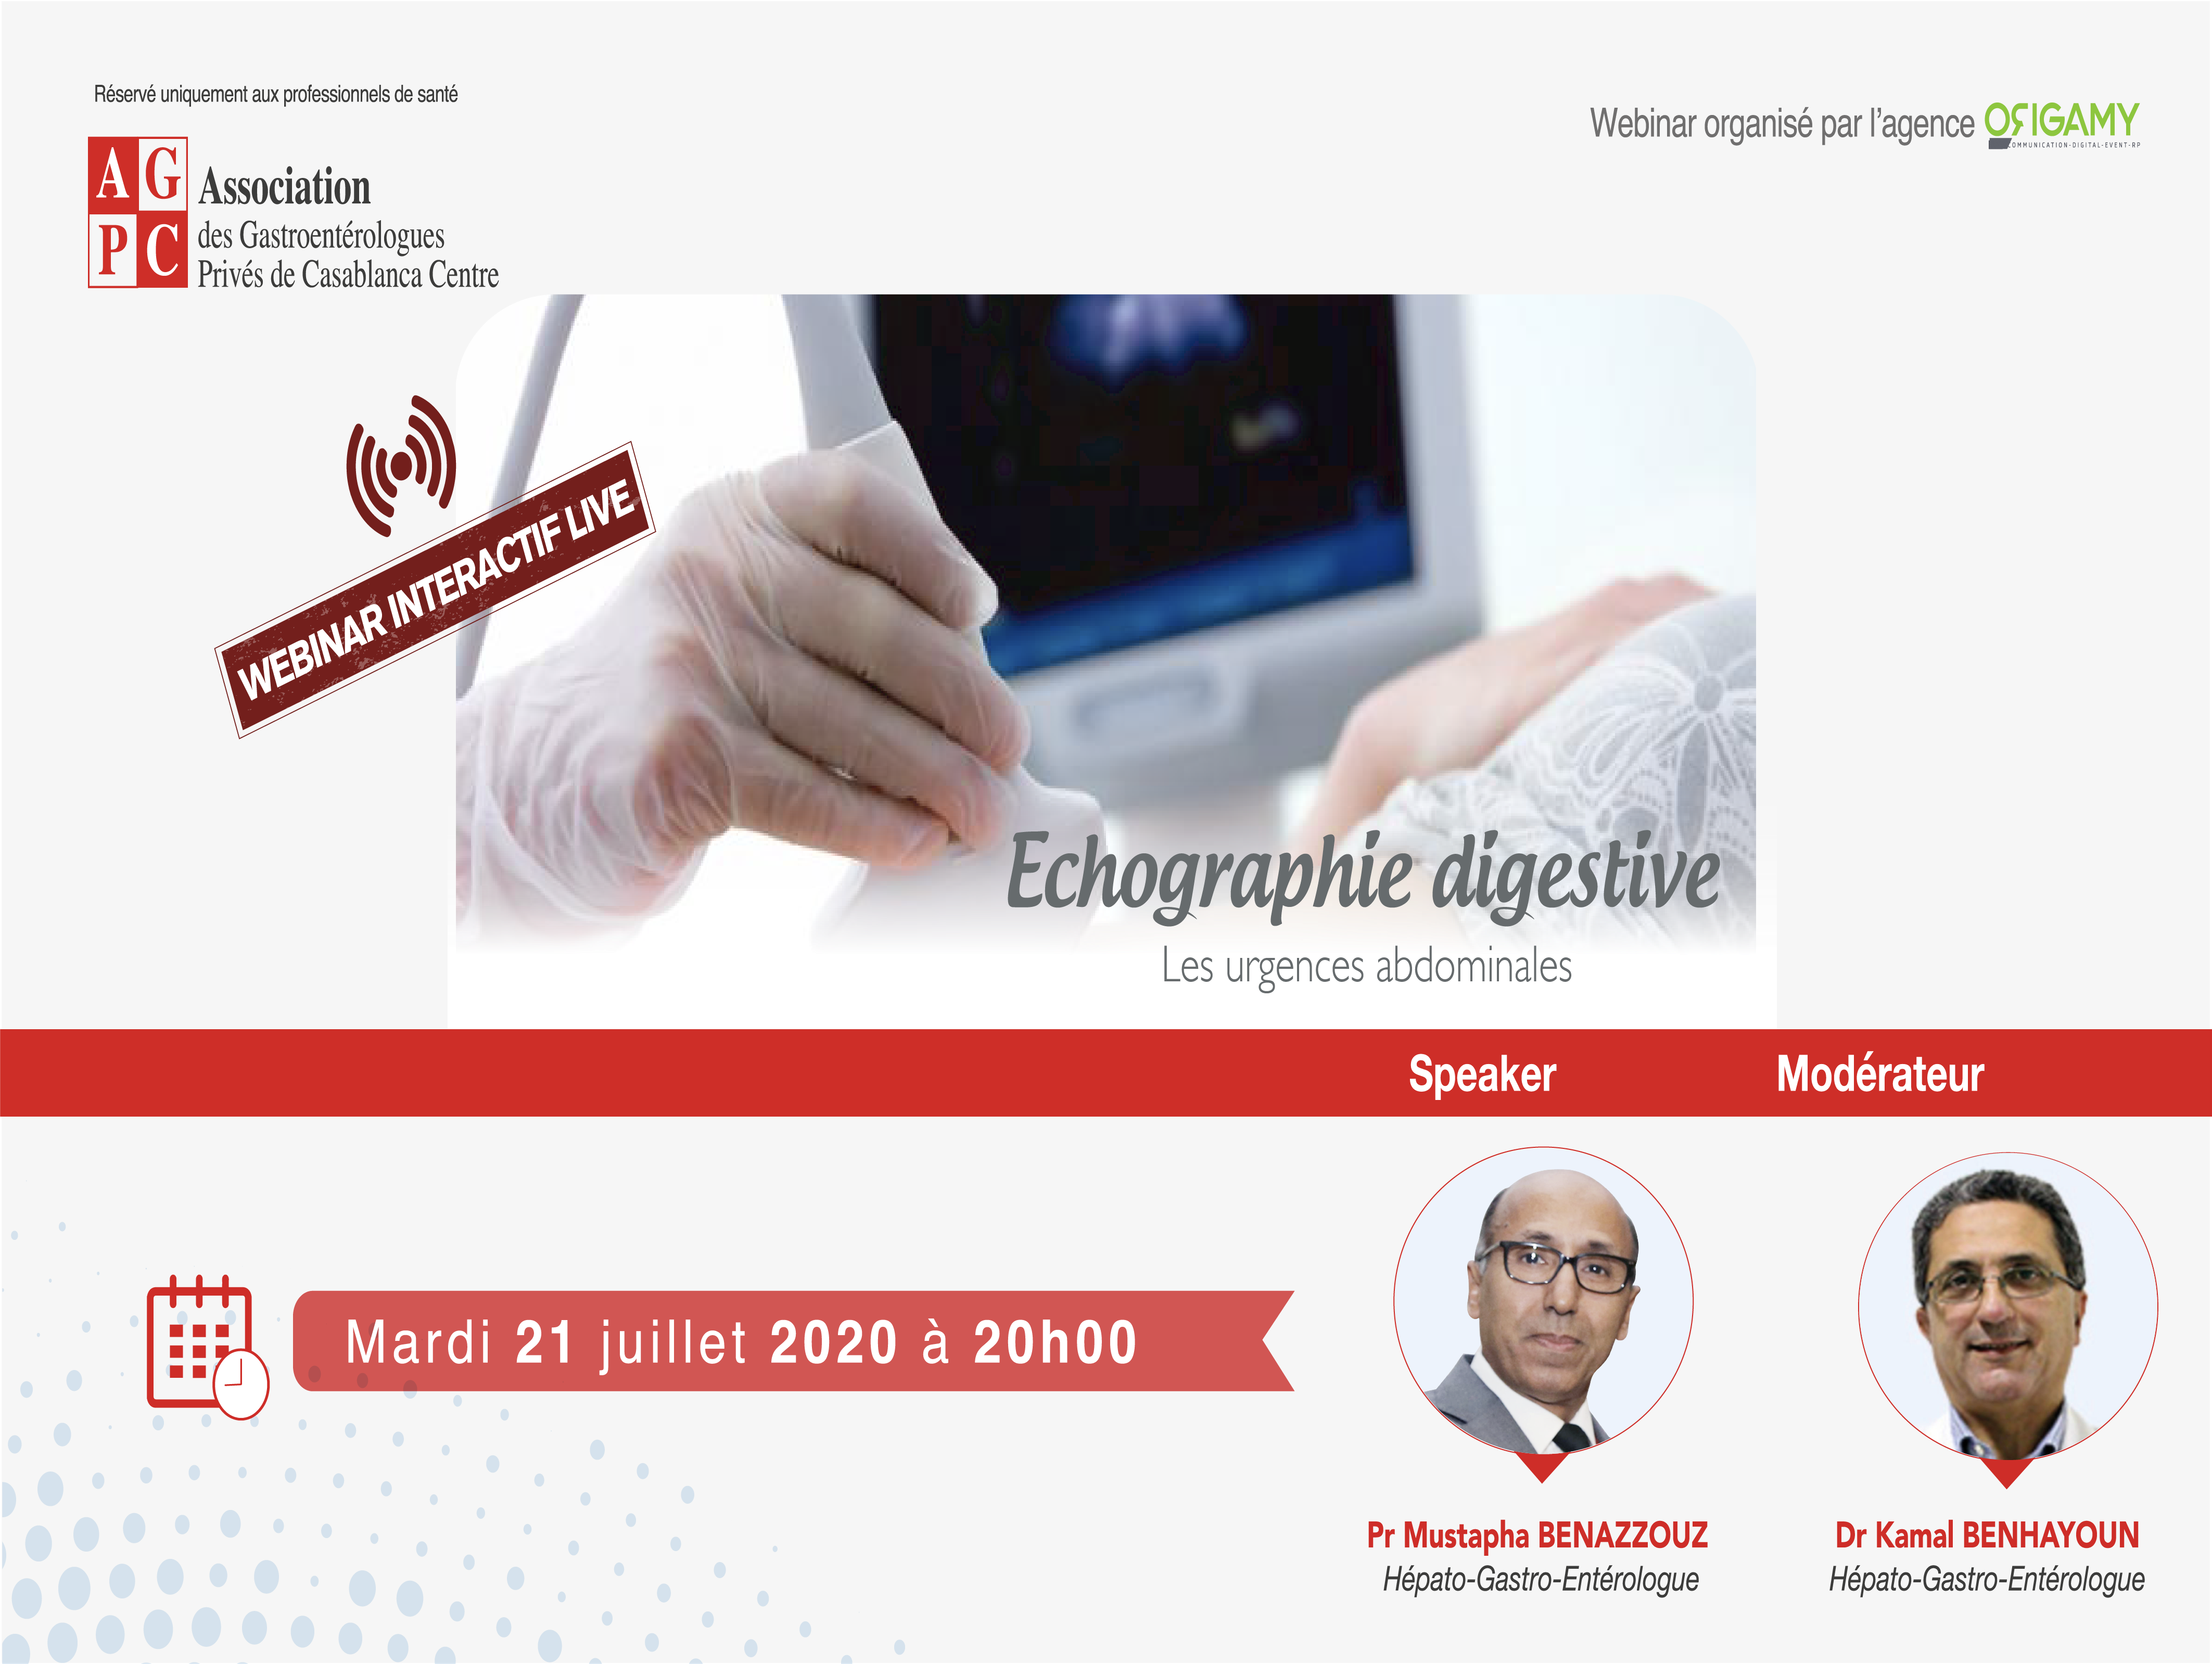 Réservé uniquement aux professionnels de santé
Webinar organisé par l'agence ORIGAMY
COMMUNICATION-DIGITAL-EVENT-RP
A G
P C
Association
des Gastroentérologues
Privés de Casablanca Centre
WEBINAR INTERACTIF LIVE
Echographie digestive
Les urgences abdominales
Speaker
Modérateur
Mardi 21 juillet 2020 à 20h00
Pr Mustapha BENAZZOUZ
Hépato-Gastro-Entérologue
Dr Kamal BENHAYOUN
Hépato-Gastro-Entérologue